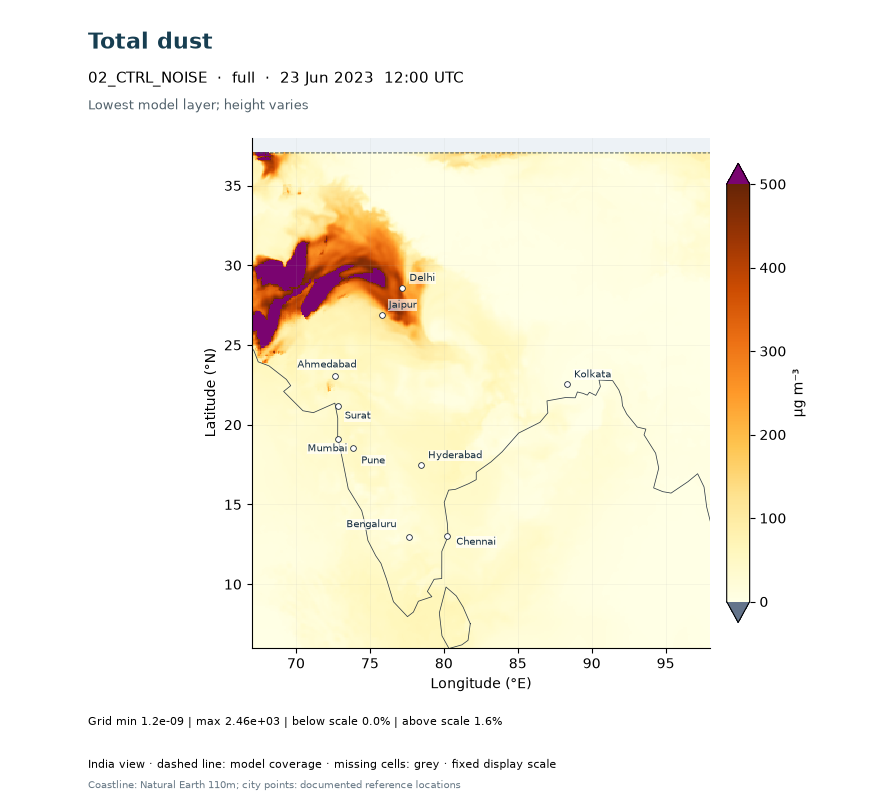 Total dust
02_CTRL_NOISE · full · 23 Jun 2023 12:00 UTC
Lowest model layer; height varies
35
30
25
20
15
10
Latitude (°N)
70
75
80
85
90
95
Longitude (°E)
Delhi
Jaipur
Ahmedabad
Kolkata
Surat
Mumbai
Pune
Hyderabad
Bengaluru
Chennai
500
400
300
200
100
0
µg m⁻³
Grid min 1.2e-09 | max 2.46e+03 | below scale 0.0% | above scale 1.6%
India view · dashed line: model coverage · missing cells: grey · fixed display scale
Coastline: Natural Earth 110m; city points: documented reference locations